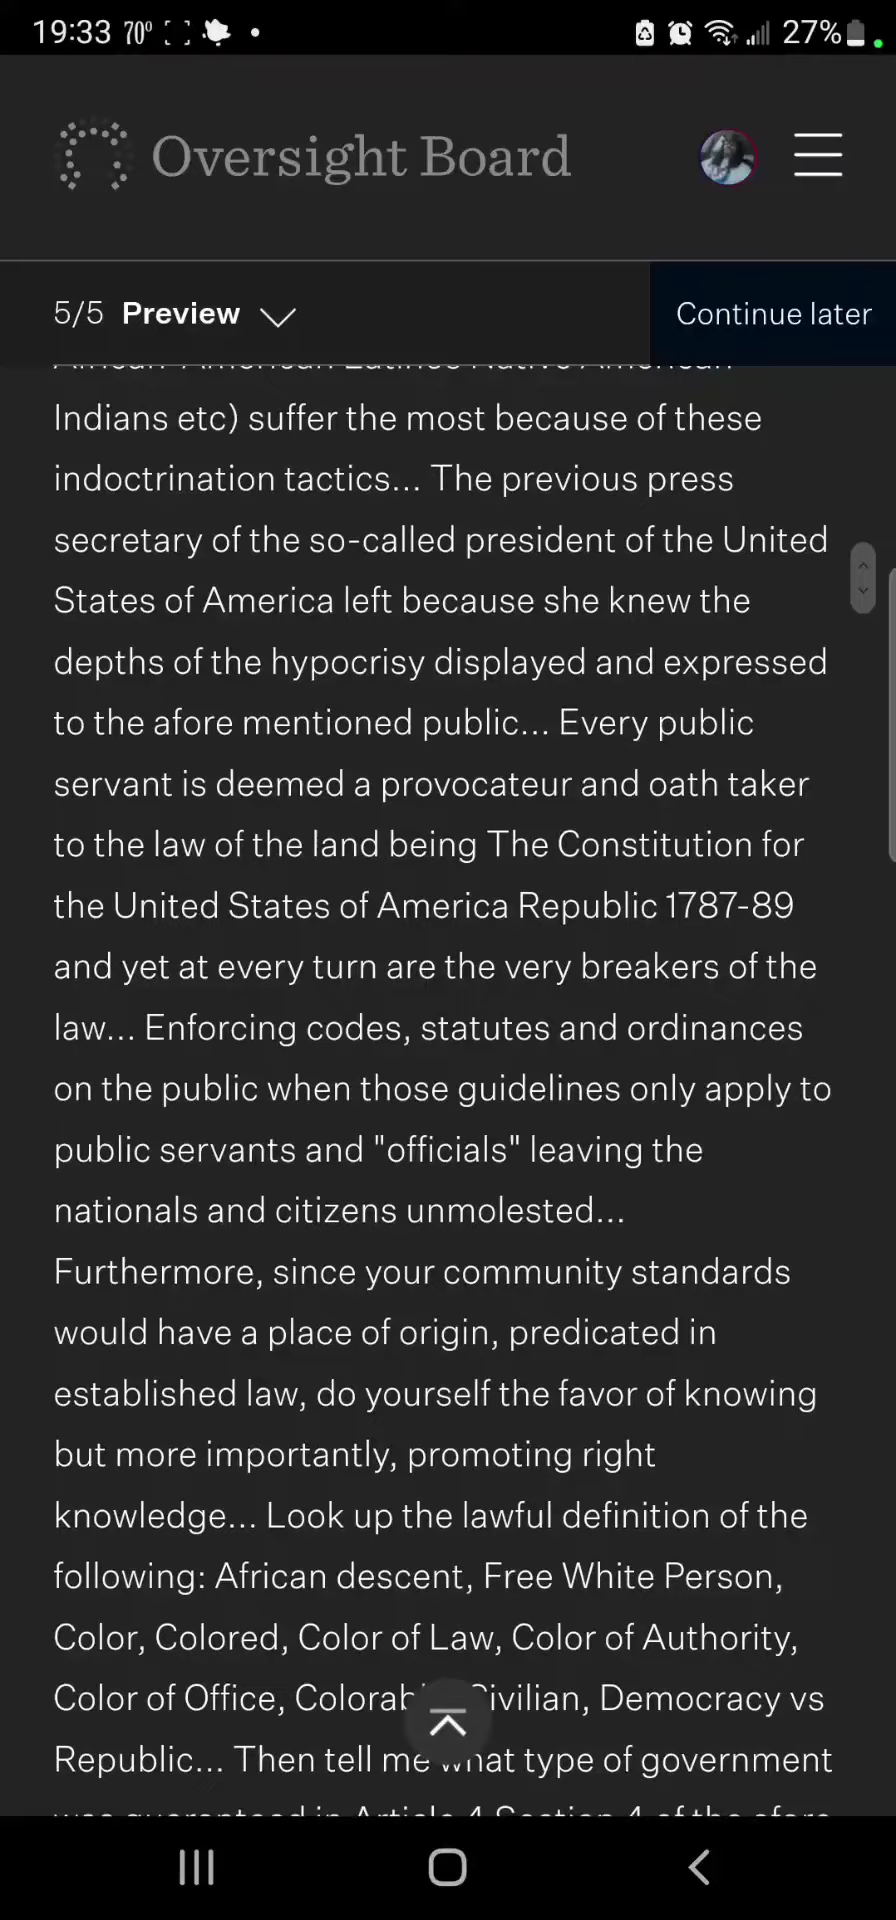 19:33 70°
27%
Oversight Board
5/5 Preview
Continue later
Indians etc) suffer the most because of these
indoctrination tactics... The previous press
secretary of the so-called president of the United
States of America left because she knew the
depths of the hypocrisy displayed and expressed
to the afore mentioned public... Every public
servant is deemed a provocateur and oath taker
to the law of the land being The Constitution for
the United States of America Republic 1787-89
and yet at every turn are the very breakers of the
law... Enforcing codes, statutes and ordinances
on the public when those guidelines only apply to
public servants and "officials" leaving the
nationals and citizens unmolested...
Furthermore, since your community standards
would have a place of origin, predicated in
established law, do yourself the favor of knowing
but more importantly, promoting right
knowledge... Look up the lawful definition of the
following: African descent, Free White Person,
Color, Colored, Color of Law, Color of Authority,
Color of Office, Civilian, Democracy vs
Republic... Then tell me what type of government